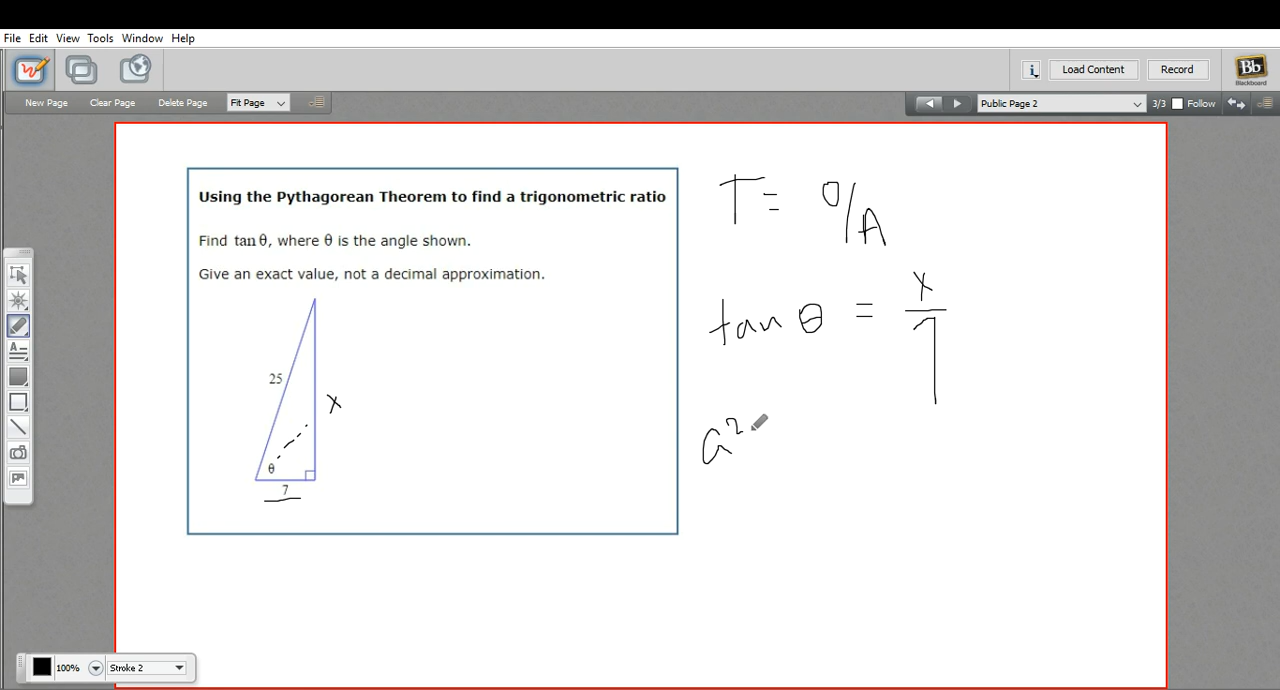 File Edit View Tools Window Help
i Load Content Record Bb
Blackboard
New Page Clear Page Delete Page Fit Page Public Page 2 3/3 Follow
Using the Pythagorean Theorem to find a trigonometric ratio
Find tan θ, where θ is the angle shown.
Give an exact value, not a decimal approximation.
25
x
θ
7
T = O/A
tan θ = x/7
a²
A
100% Stroke 2